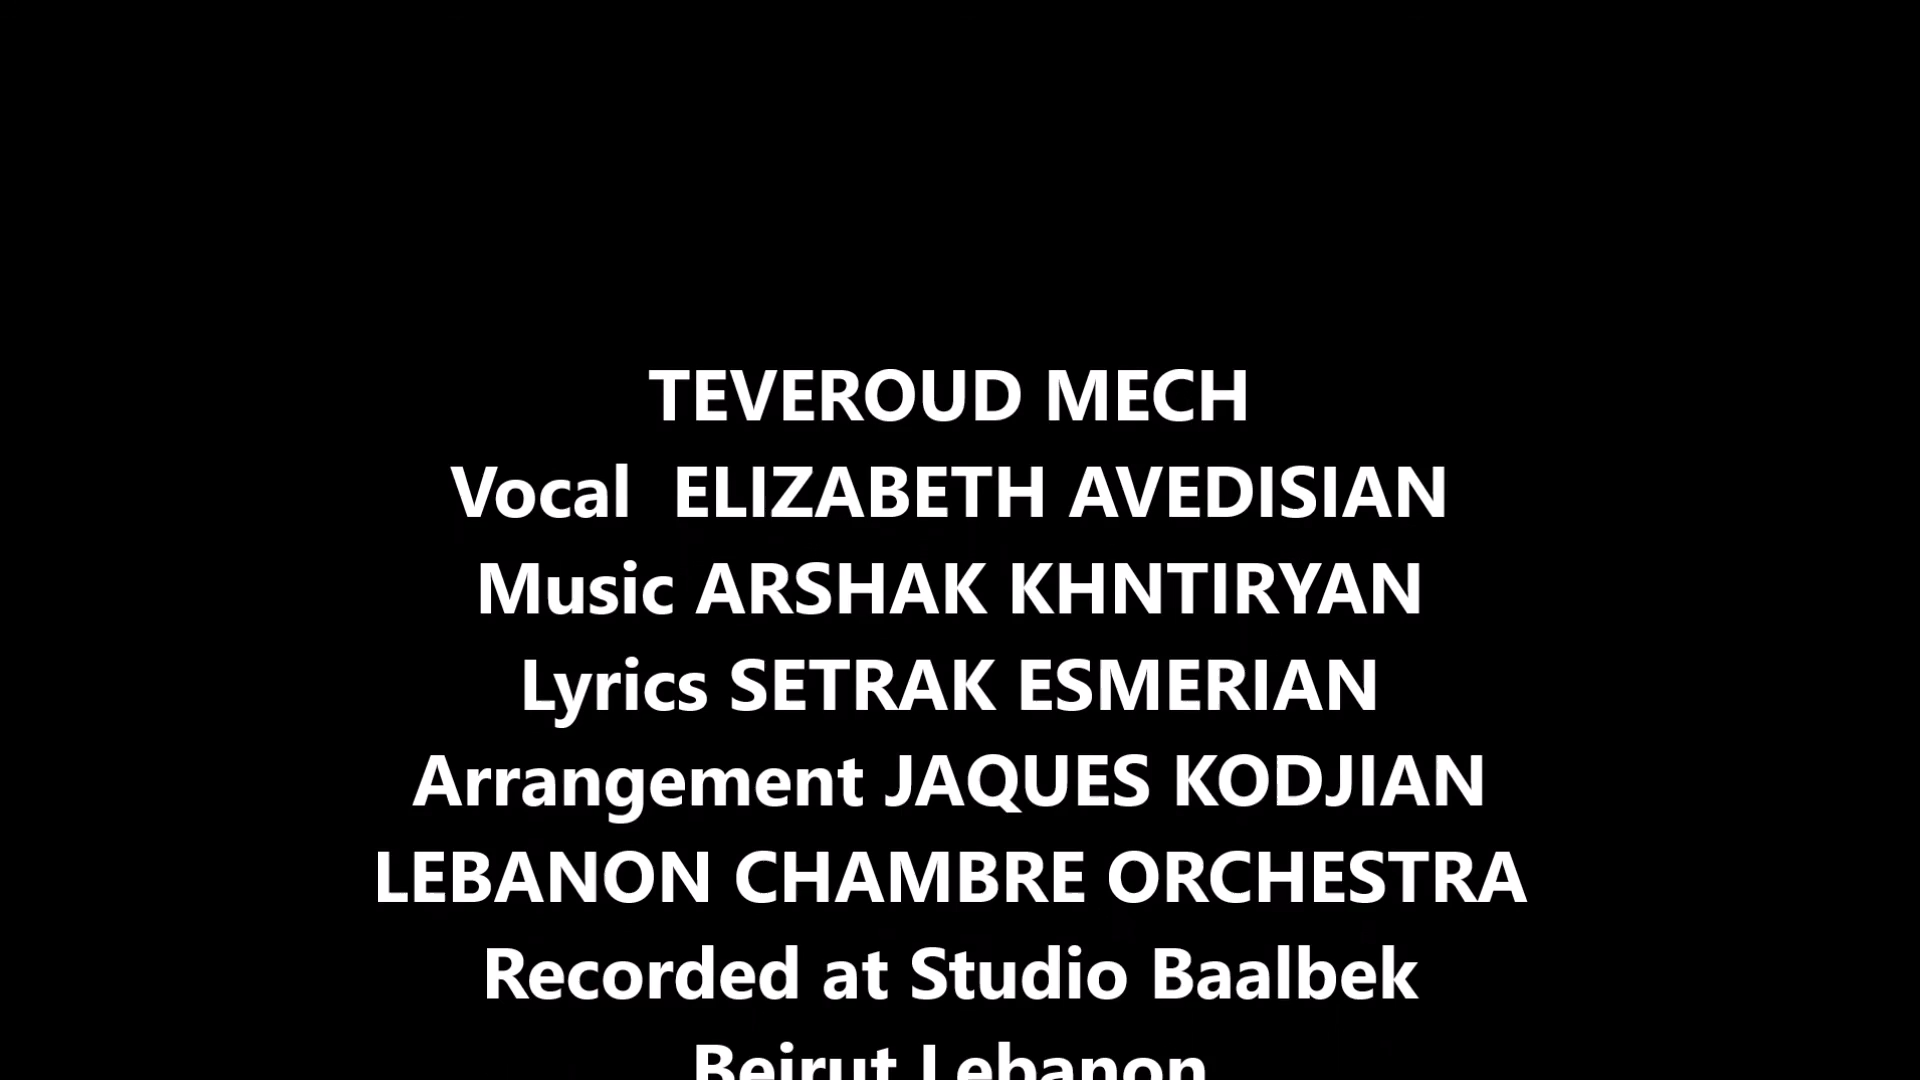 TEVEROUD MECH
Vocal  ELIZABETH AVEDISIAN
Music ARSHAK KHNTIRYAN
Lyrics SETRAK ESMERIAN
Arrangement JAQUES KODJIAN
LEBANON CHAMBRE ORCHESTRA
Recorded at Studio Baalbek
Beirut Lebanon